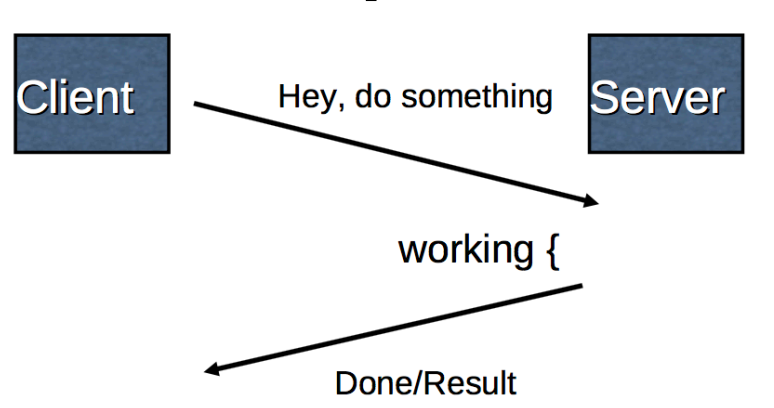 Client
Hey, do something
Server
working {
Done/Result